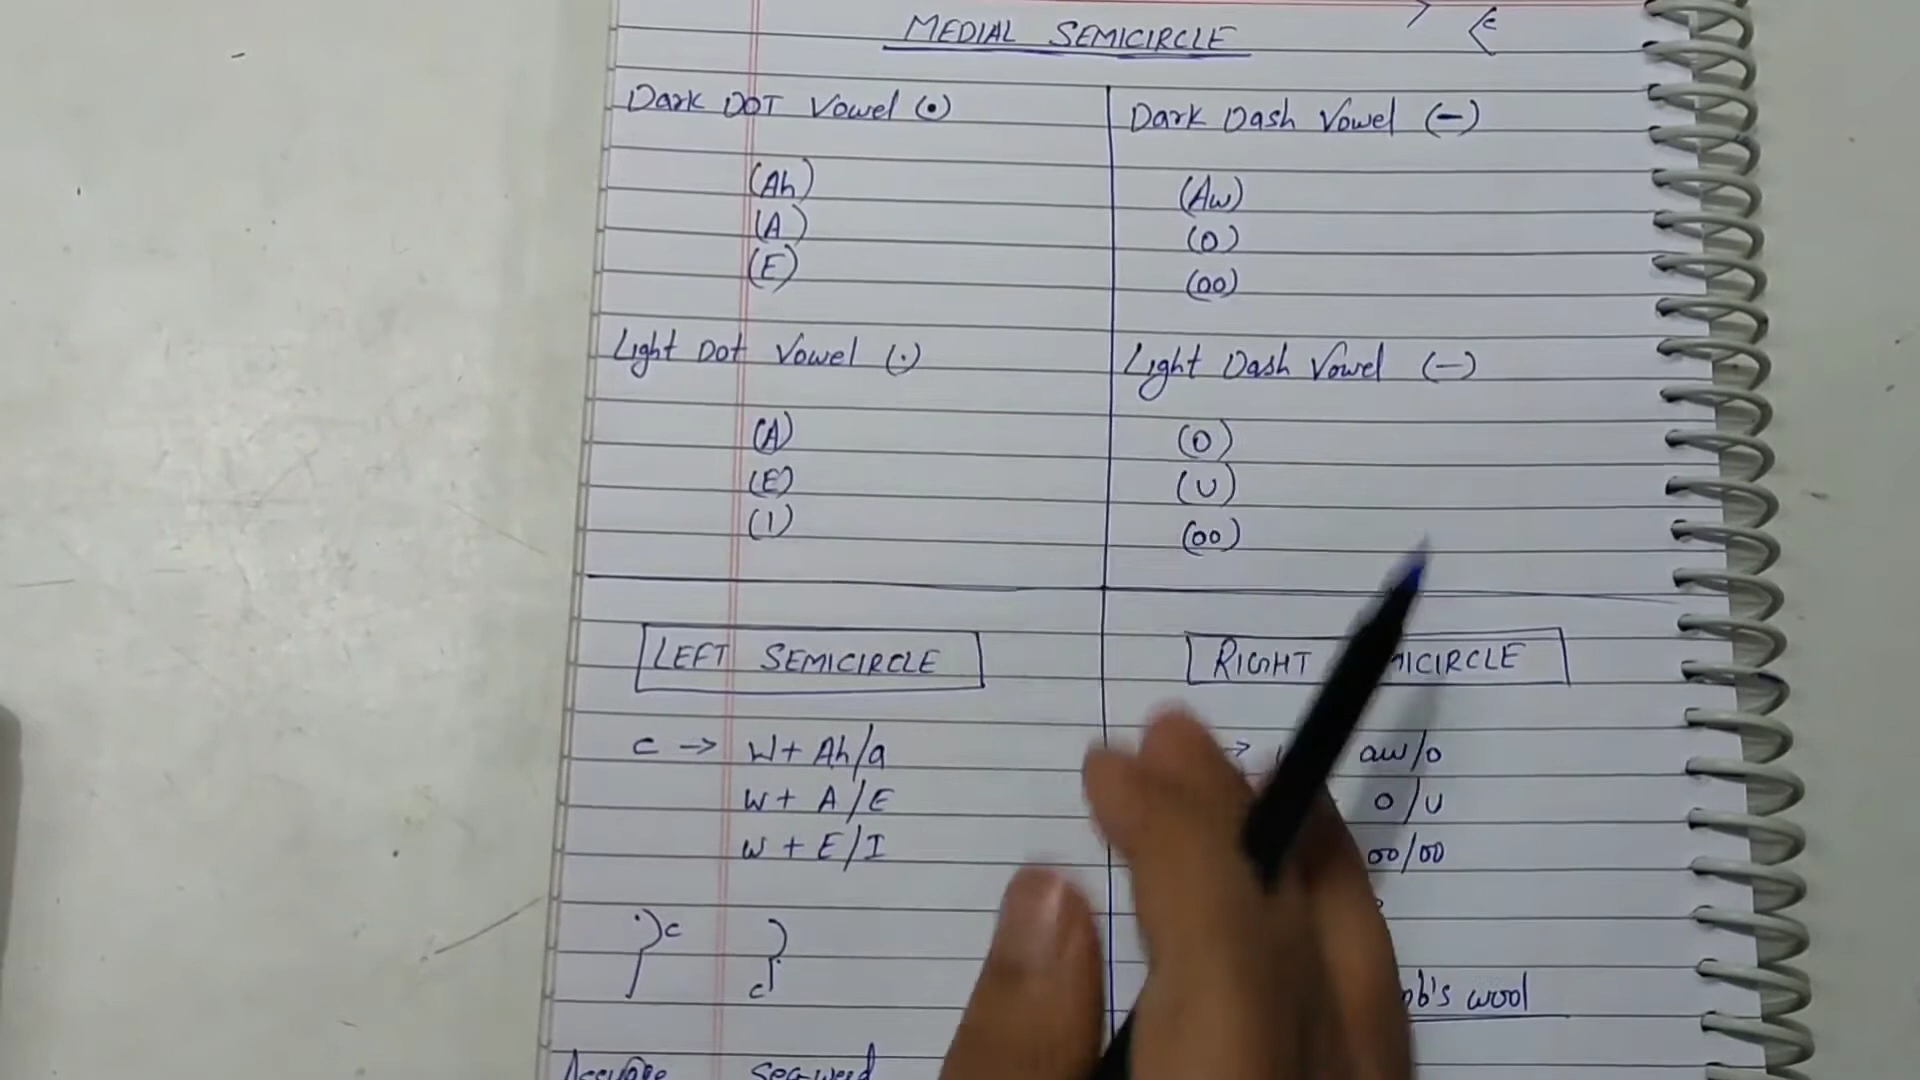 MEDIAL SEMICIRCLE
Dark DOT Vowel (•)
(Ah)
(A)
(E)
Light Dot Vowel (.)
(A)
(E)
(I)
Dark Dash Vowel (-)
(Aw)
(O)
(oo)
Light Dash Vowel (-)
(O)
(U)
(oo)
LEFT SEMICIRCLE
c → W + Ah/a
W + A/E
W + E/I
seaweed
RIGHT
→ aw/o
O/U
oo/oo
wool